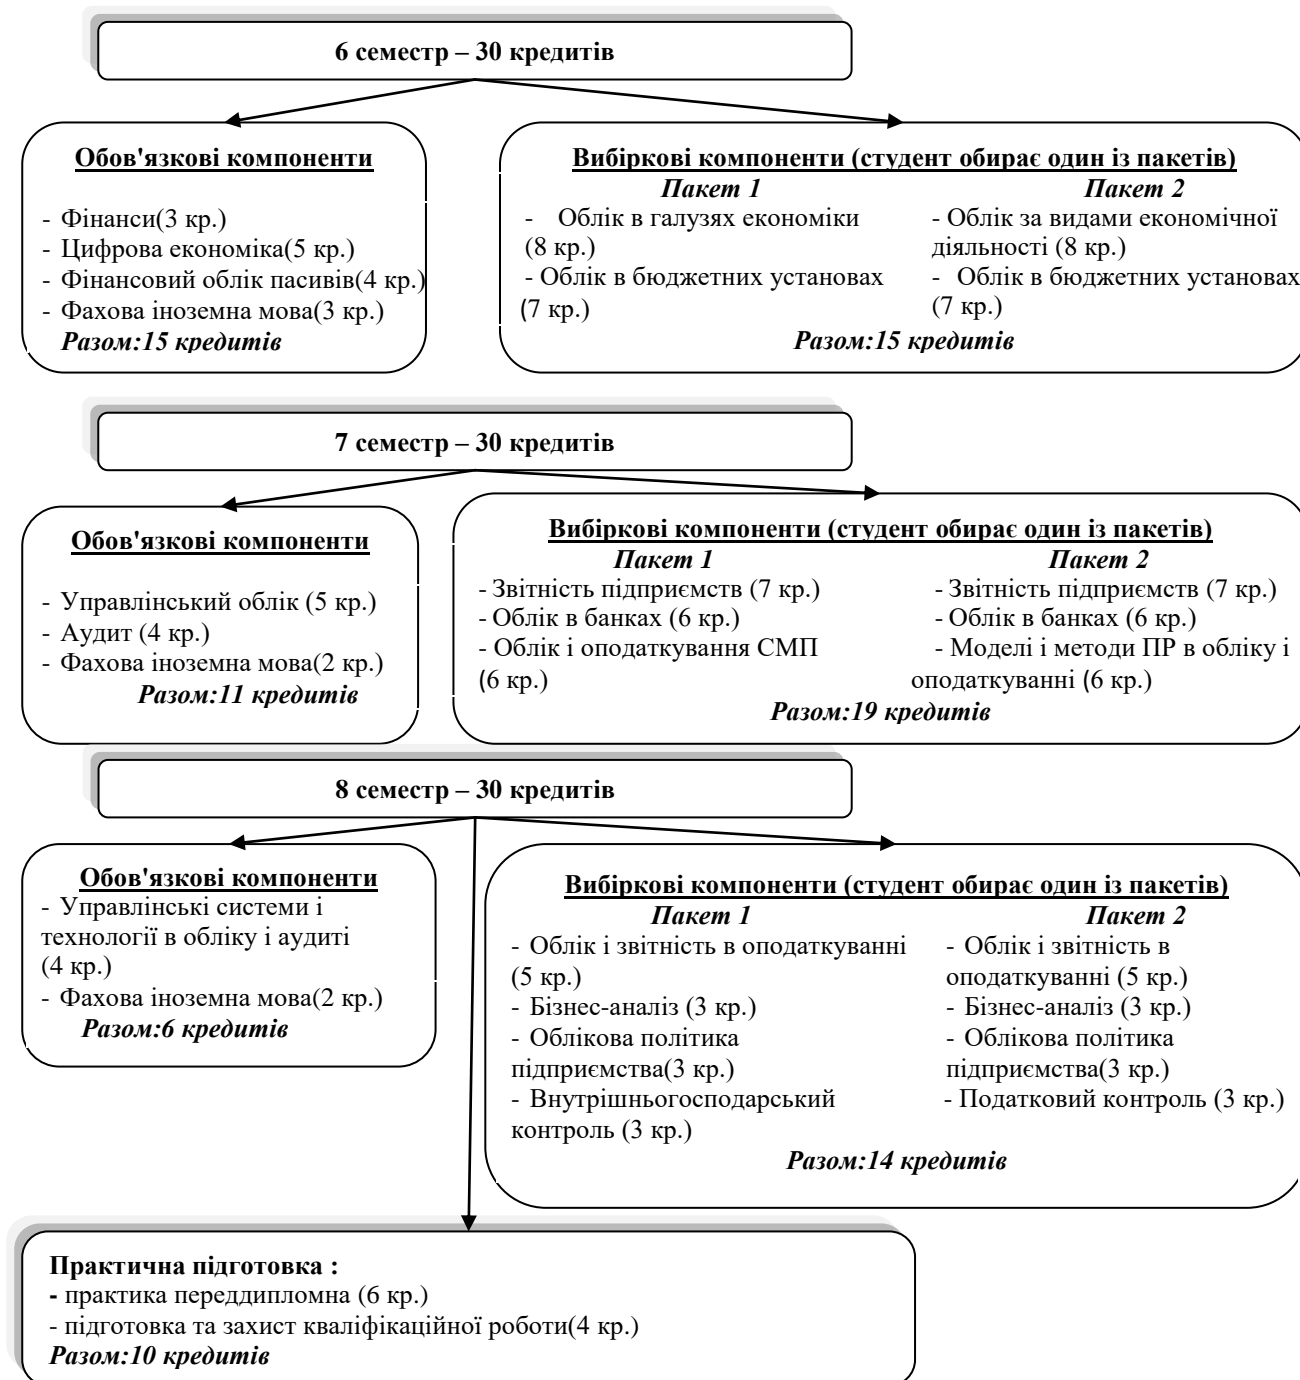 6 семестр – 30 кредитів
Обов'язкові компоненти
- Фінанси(3 кр.)
- Цифрова економіка(5 кр.)
- Фінансовий облік пасивів(4 кр.)
- Фахова іноземна мова(3 кр.)
Разом:15 кредитів
Вибіркові компоненти (студент обирає один із пакетів)
Пакет 1
- Облік в галузях економіки
(8 кр.)
- Облік в бюджетних установах
(7 кр.)
Пакет 2
- Облік за видами економічної
діяльності (8 кр.)
- Облік в бюджетних установах
(7 кр.)
Разом:15 кредитів
7 семестр – 30 кредитів
Обов'язкові компоненти
- Управлінський облік (5 кр.)
- Аудит (4 кр.)
- Фахова іноземна мова(2 кр.)
Разом:11 кредитів
Вибіркові компоненти (студент обирає один із пакетів)
Пакет 1
- Звітність підприємств (7 кр.)
- Облік в банках (6 кр.)
- Облік і оподаткування СМП
(6 кр.)
Пакет 2
- Звітність підприємств (7 кр.)
- Облік в банках (6 кр.)
- Моделі і методи ПР в обліку і
оподаткуванні (6 кр.)
Разом:19 кредитів
8 семестр – 30 кредитів
Обов'язкові компоненти
- Управлінські системи і
технології в обліку і аудиті
(4 кр.)
- Фахова іноземна мова(2 кр.)
Разом:6 кредитів
Вибіркові компоненти (студент обирає один із пакетів)
Пакет 1
- Облік і звітність в оподаткуванні
(5 кр.)
- Бізнес-аналіз (3 кр.)
- Облікова політика
підприємства(3 кр.)
- Внутрішньогосподарський
контроль (3 кр.)
Пакет 2
- Облік і звітність в
оподаткуванні (5 кр.)
- Бізнес-аналіз (3 кр.)
- Облікова політика
підприємства(3 кр.)
- Податковий контроль (3 кр.)
Разом:14 кредитів
Практична підготовка :
- практика переддипломна (6 кр.)
- підготовка та захист кваліфікаційної роботи(4 кр.)
Разом:10 кредитів